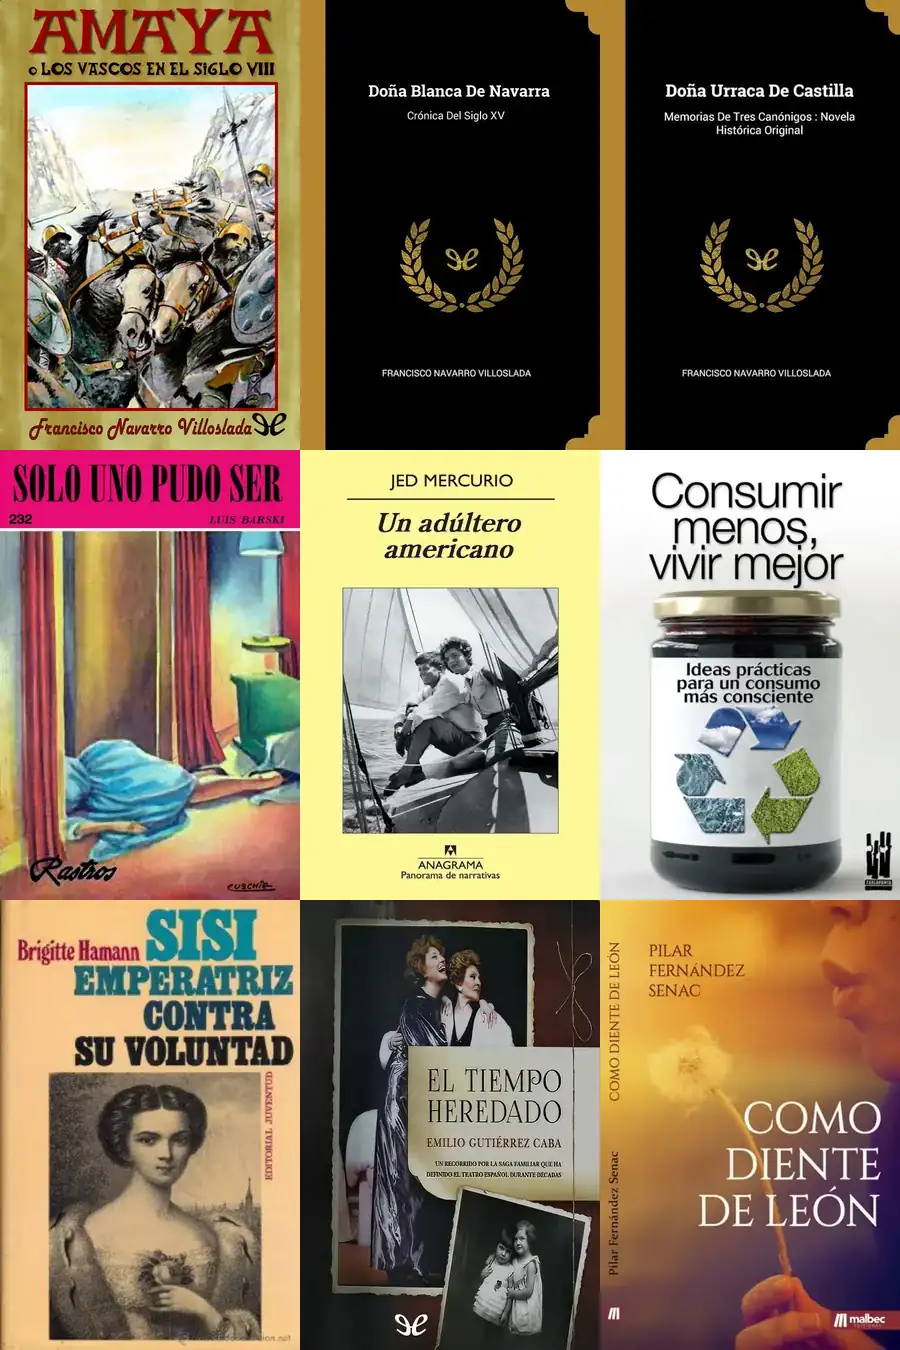 AMAYA
o LOS VASCOS EN EL SIGLO VIII
Francisco Navarro Villoslada
Doña Blanca De Navarra
Crónica Del Siglo XV
FRANCISCO NAVARRO VILLOSLADA
Doña Urraca De Castilla
Memorias De Tres Canónigos : Novela
Histórica Original
FRANCISCO NAVARRO VILLOSLADA
SOLO UNO PUDO SER
232
LUIS BARSKI
Rastros
JED MERCURIO
Un adúltero
americano
ANAGRAMA
Panorama de narrativas
Consumir
menos,
vivir mejor
Ideas prácticas
para un consumo
más consciente
TXALAPARTA
Brigitte Hamann
SISI
EMPERATRIZ
CONTRA
SU VOLUNTAD
EDITORIAL JUVENTUD
EL TIEMPO
HEREDADO
EMILIO GUTIÉRREZ CABA
UN RECORRIDO POR LA SAGA FAMILIAR QUE HA
DEFINIDO EL TEATRO ESPAÑOL DURANTE DÉCADAS
COMO DIENTE DE LEÓN
Pilar Fernández Senac
PILAR
FERNÁNDEZ
SENAC
COMO
DIENTE
DE LEÓN
malbec
EDICIONES